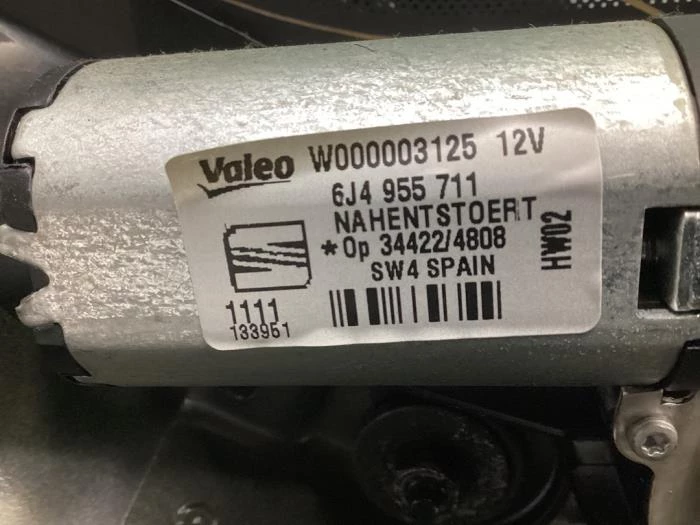 Valeo W000003125 12V
6J4 955 711
NAHENTSTOERT
*Op 34422/4808
SW4 SPAIN
HW02
1111
133951